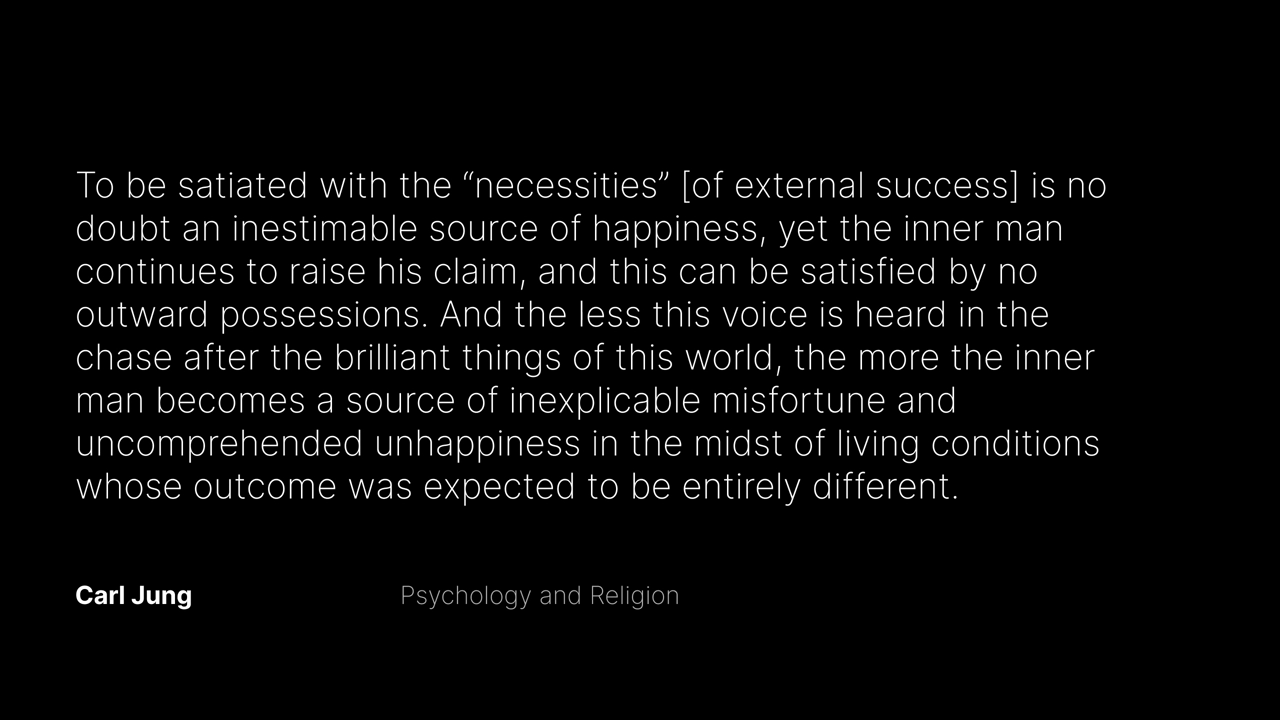 To be satiated with the “necessities” [of external success] is no
doubt an inestimable source of happiness, yet the inner man
continues to raise his claim, and this can be satisfied by no
outward possessions. And the less this voice is heard in the
chase after the brilliant things of this world, the more the inner
man becomes a source of inexplicable misfortune and
uncomprehended unhappiness in the midst of living conditions
whose outcome was expected to be entirely different.
Carl Jung Psychology and Religion